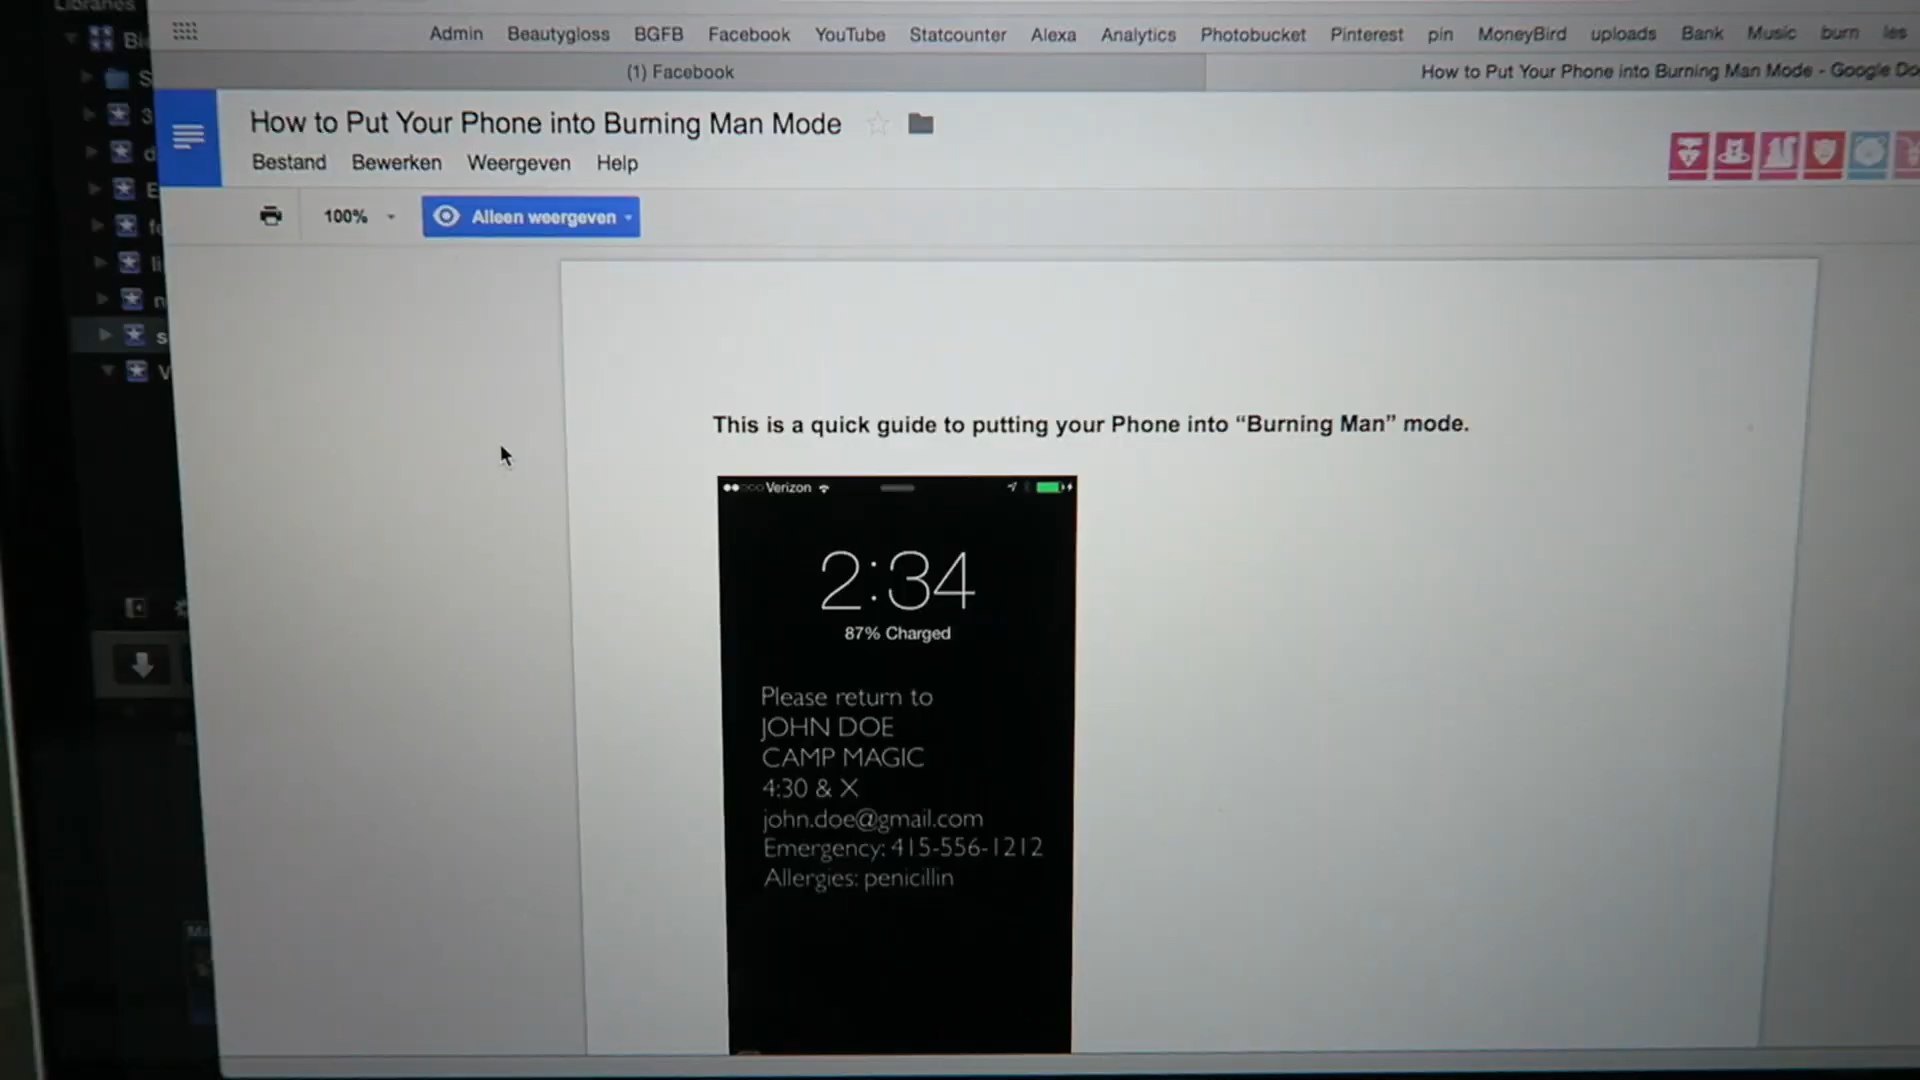 Libraries
Admin Beautygloss BGFB Facebook YouTube Statcounter Alexa Analytics Photobucket Pinterest pin MoneyBird uploads Bank Music burn les
(1) Facebook
How to Put Your Phone into Burning Man Mode - Google Do
How to Put Your Phone into Burning Man Mode
Bestand Bewerken Weergeven Help
100%
Alleen weergeven
This is a quick guide to putting your Phone into “Burning Man” mode.
Verizon
2:34
87% Charged
Please return to
JOHN DOE
CAMP MAGIC
4:30 & X
john.doe@gmail.com
Emergency: 415-556-1212
Allergies: penicillin